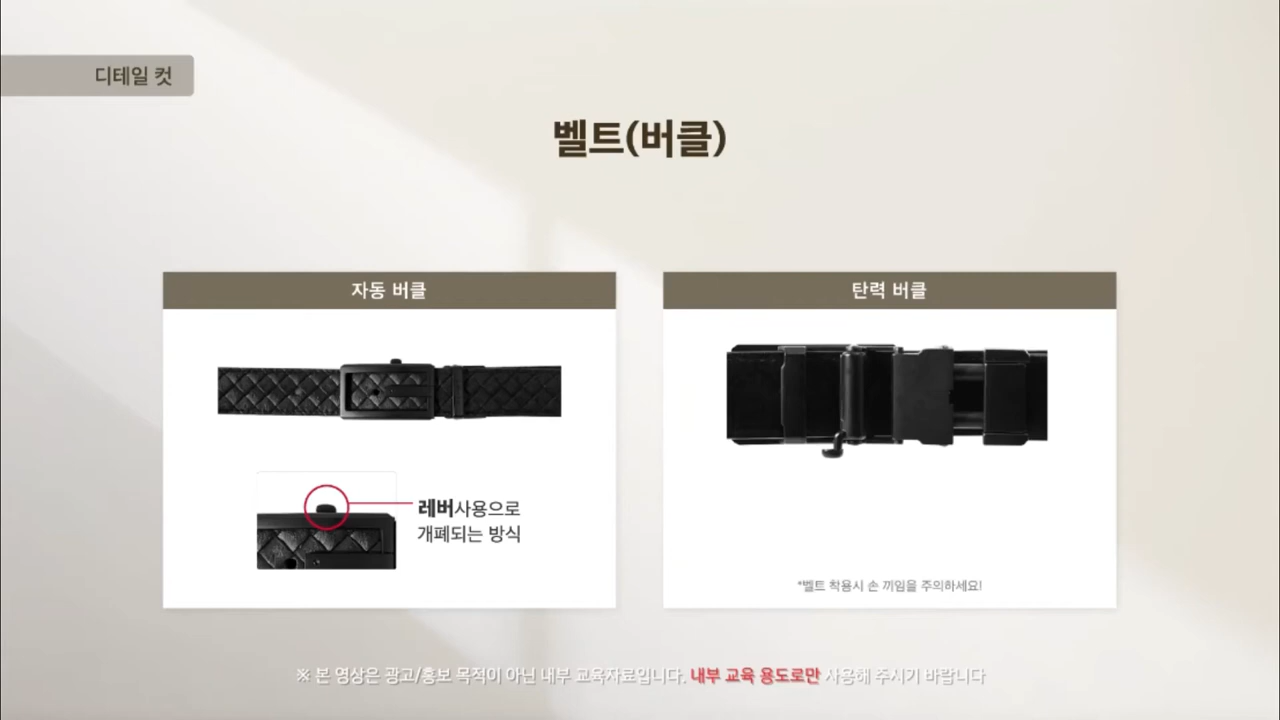 디테일 컷
벨트(버클)
자동 버클
탄력 버클
레버사용으로
개폐되는 방식
*벨트 착용시 손 끼임을 주의하세요!
※ 본 영상은 광고/홍보 목적이 아닌 내부 교육자료입니다. 내부 교육 용도로만 사용해 주시기 바랍니다